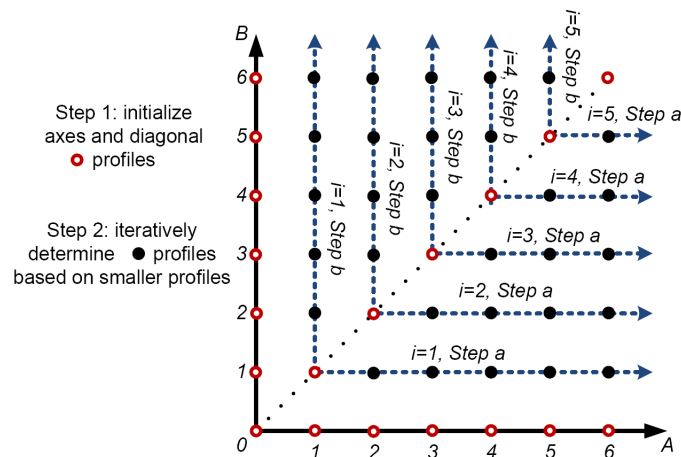 B
6
5
4
3
2
1
0
1
2
3
4
5
6
A
Step 1: initialize
axes and diagonal
profiles
Step 2: iteratively
determine profiles
based on smaller profiles
i=1, Step b
i=2, Step b
i=3, Step b
i=4, Step b
i=5, Step b
i=5, Step a
i=4, Step a
i=3, Step a
i=2, Step a
i=1, Step a